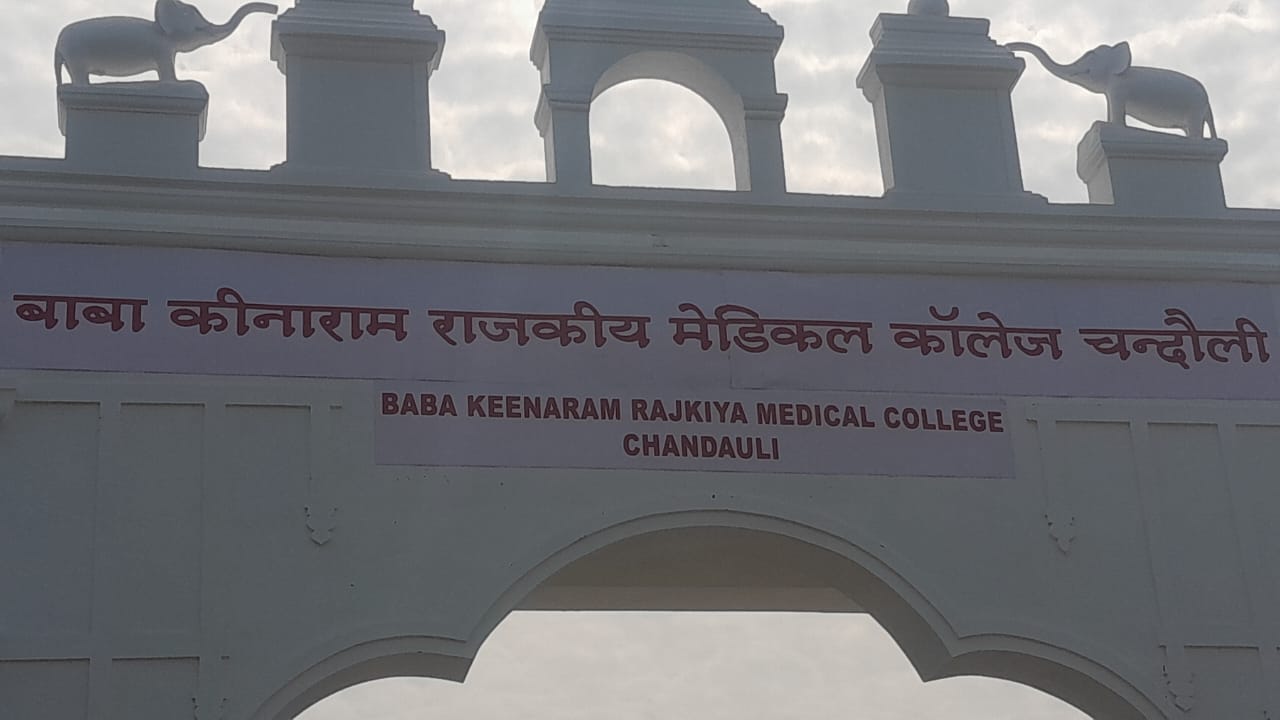 बाबा कीनाराम राजकीय मेडिकल कॉलेज चन्दौली
BABA KEENARAM RAJKIYA MEDICAL COLLEGE
CHANDAULI